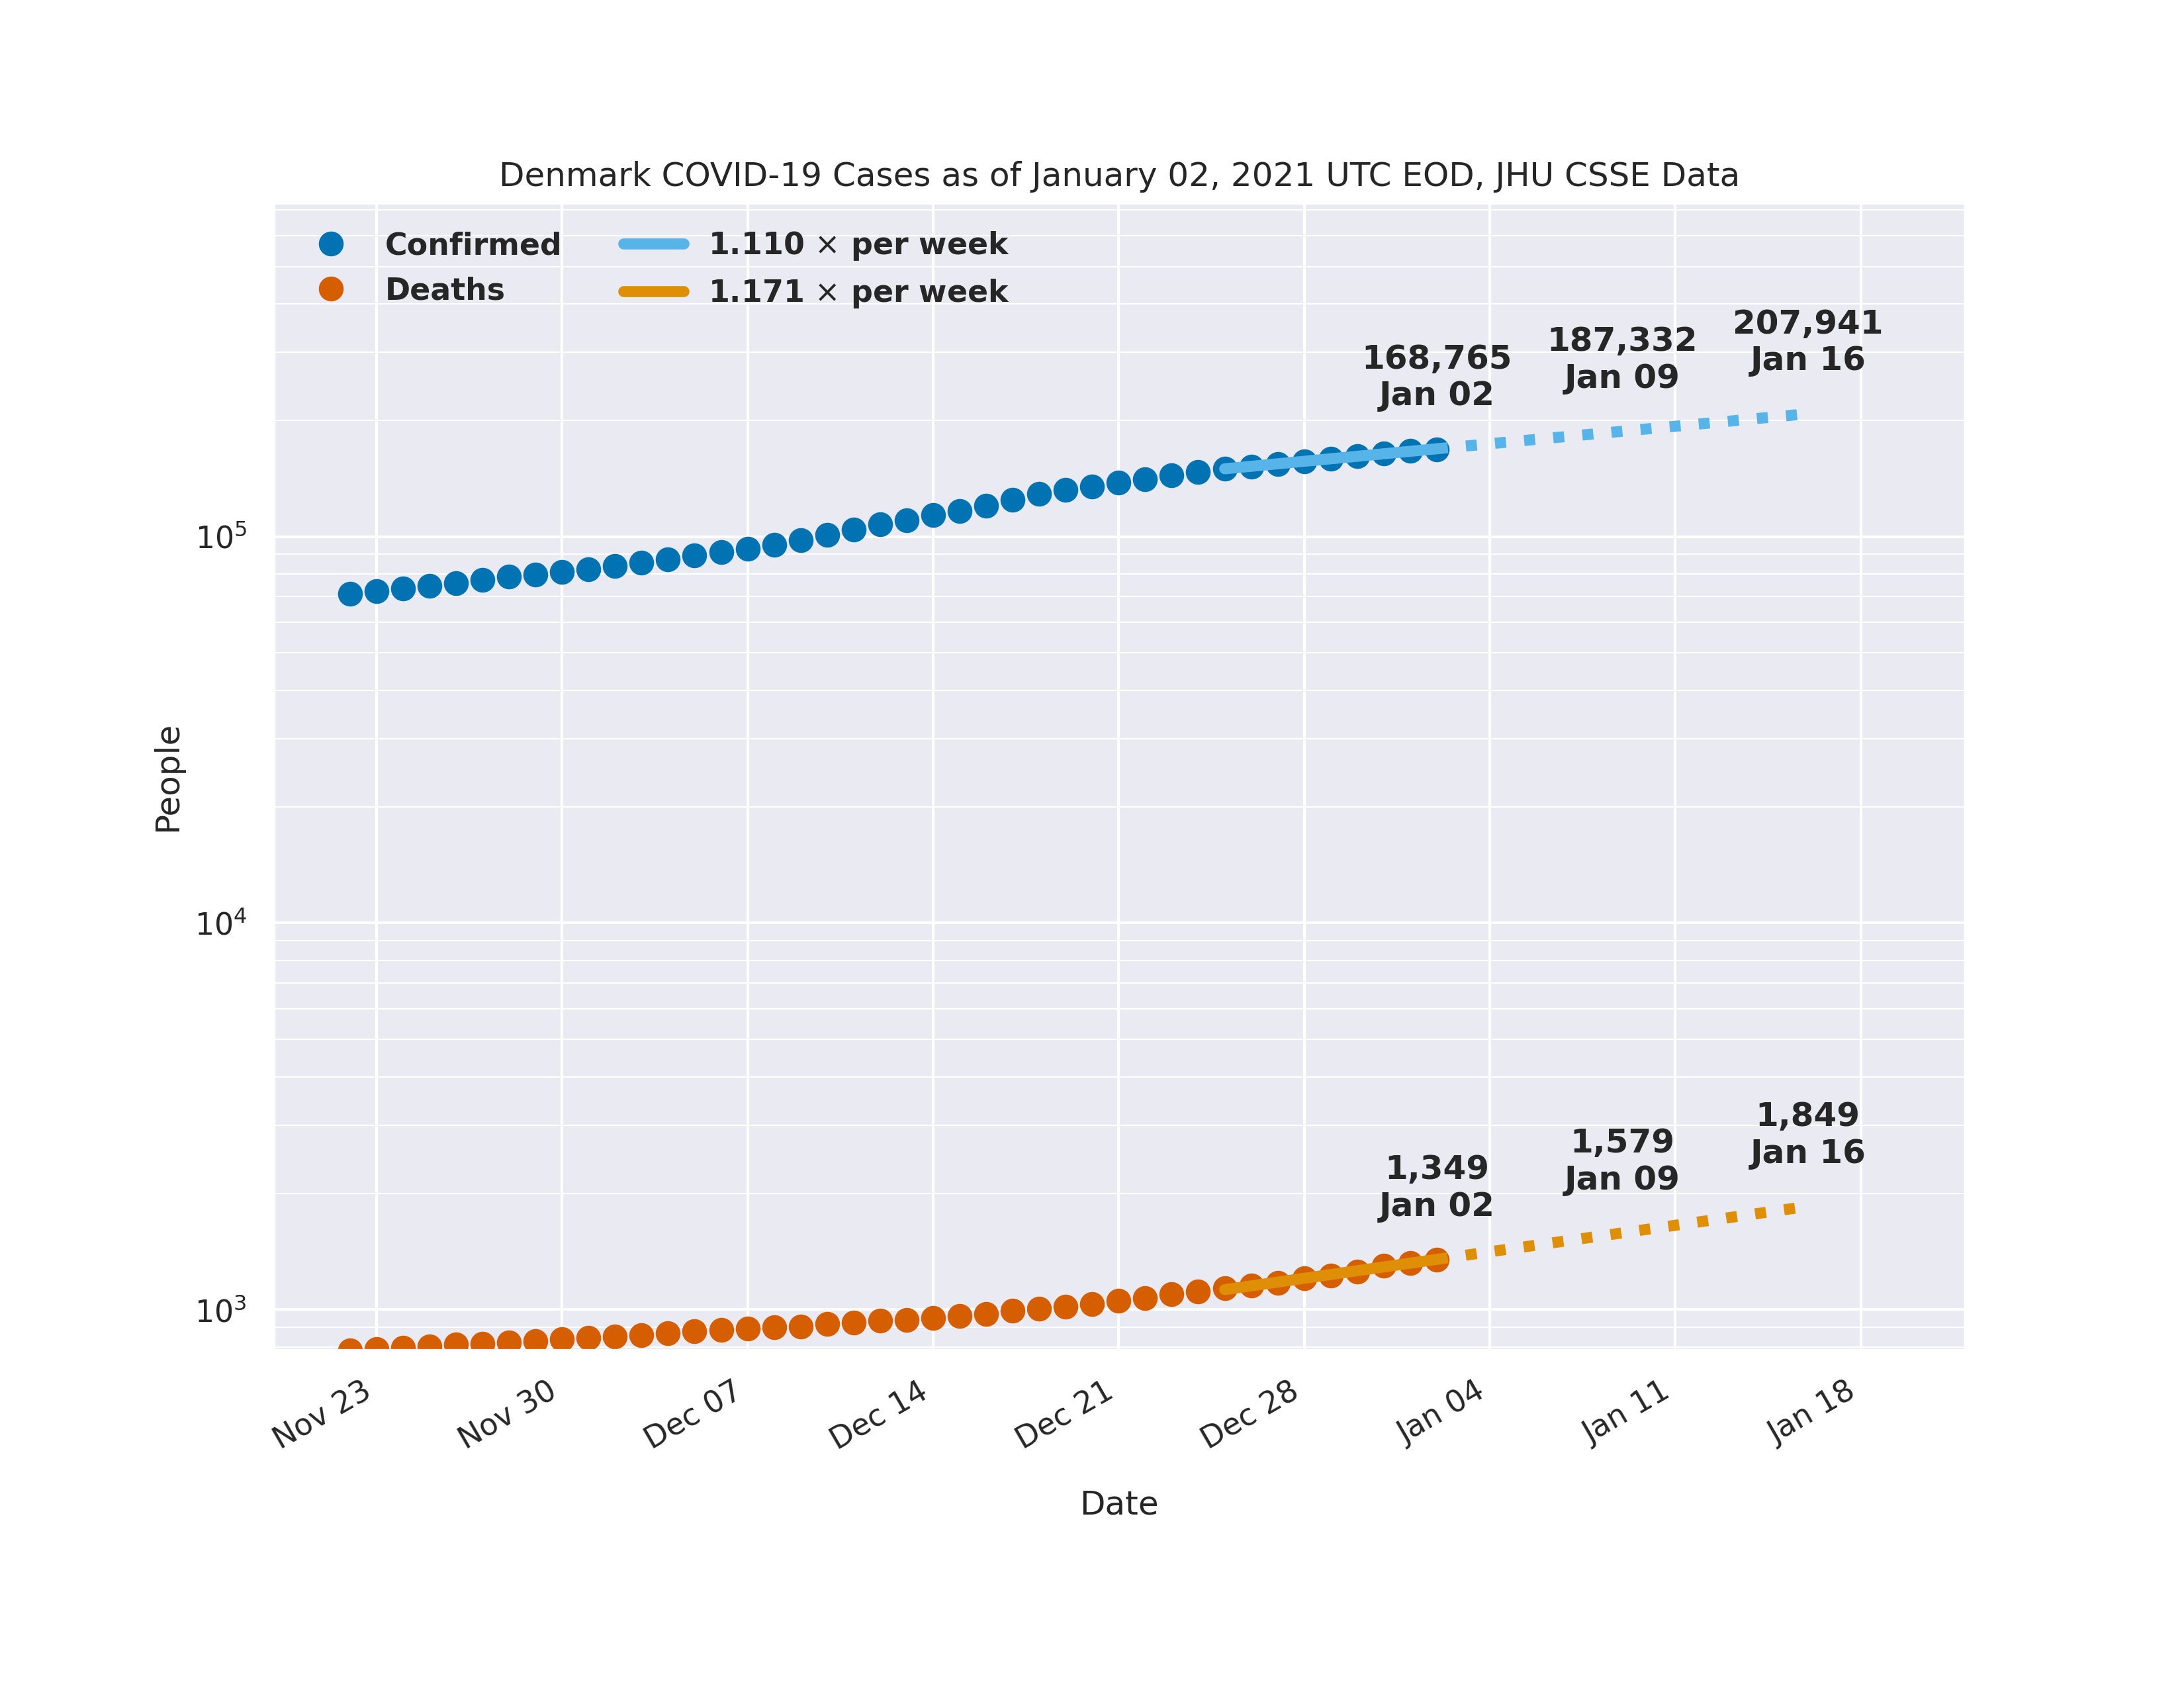 Denmark COVID-19 Cases as of January 02, 2021 UTC EOD, JHU CSSE Data
Confirmed
Deaths
1.110 × per week
1.171 × per week
168,765
Jan 02
187,332
Jan 09
207,941
Jan 16
1,349
Jan 02
1,579
Jan 09
1,849
Jan 16
People
10⁵
10⁴
10³
Nov 23
Nov 30
Dec 07
Dec 14
Dec 21
Dec 28
Jan 04
Jan 11
Jan 18
Date